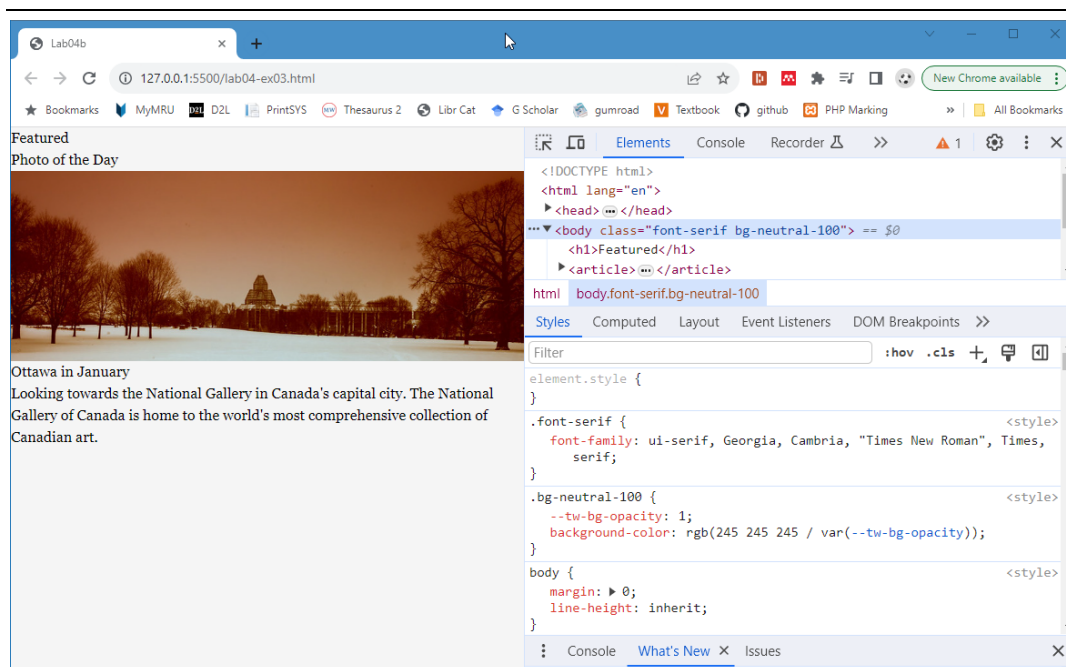 Lab04b
127.0.0.1:5500/lab04-ex03.html
New Chrome available
Bookmarks MyMRU D2L D2L PrintSYS MW Thesaurus 2 Libr Cat G Scholar gumroad V Textbook github PHP Marking » All Bookmarks
Featured
Photo of the Day
Ottawa in January
Looking towards the National Gallery in Canada's capital city. The National
Gallery of Canada is home to the world's most comprehensive collection of
Canadian art.
Elements Console Recorder 1
<!DOCTYPE html>
<html lang="en">
<head> ••• </head>
••• <body class="font-serif bg-neutral-100"> == $0
<h1>Featured</h1>
<article> ••• </article>
html body.font-serif.bg-neutral-100
Styles Computed Layout Event Listeners DOM Breakpoints
Filter :hov .cls
element.style {
}
.font-serif { <style>
font-family: ui-serif, Georgia, Cambria, "Times New Roman", Times,
serif;
}
.bg-neutral-100 { <style>
--tw-bg-opacity: 1;
background-color: rgb(245 245 245 / var(--tw-bg-opacity));
}
body { <style>
margin: 0;
line-height: inherit;
}
Console What's New Issues